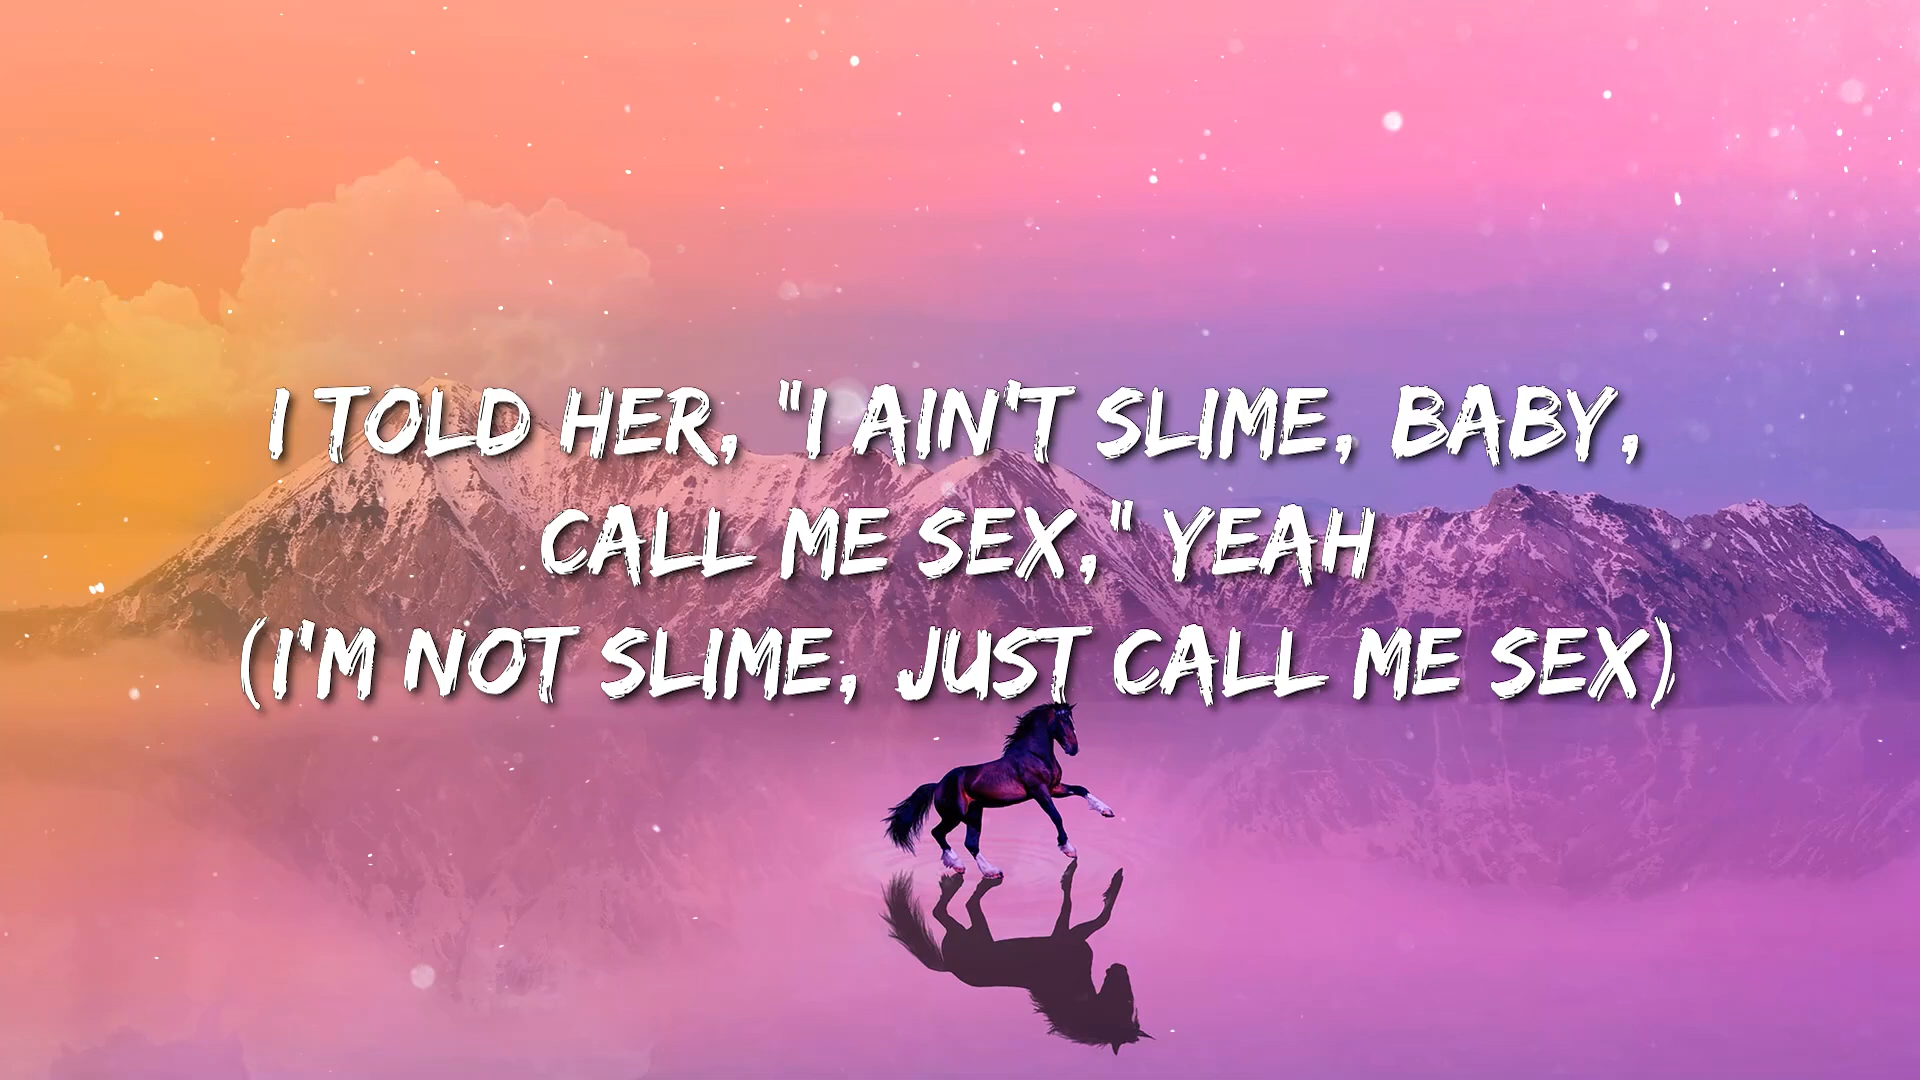 I TOLD HER, "I AIN'T SLIME, BABY,
CALL ME SEX," YEAH
(I'M NOT SLIME, JUST CALL ME SEX)